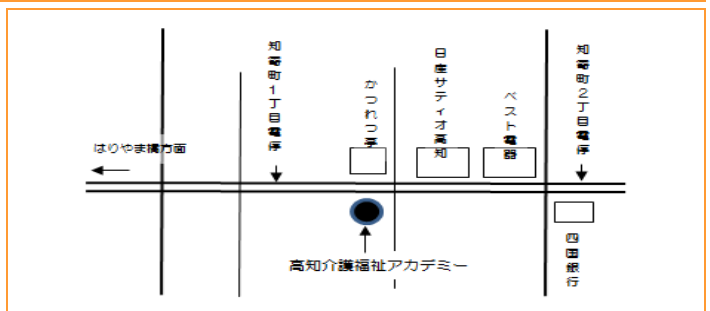 知寄町1丁目電停
かつれつ亭
日産サティオ高知
ベスト電器
知寄町2丁目電停
はりやま橋方面
高知介護福祉アカデミー
四国銀行